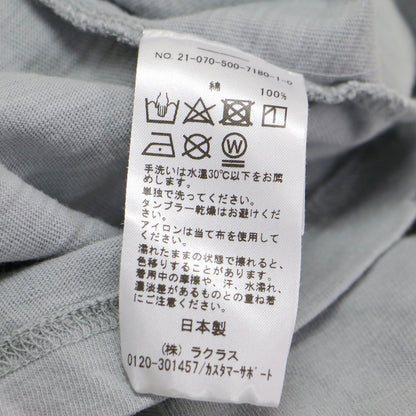 NO. 21-070-500-7180-1-0
綿 100%
手洗いは水温30℃以下をお薦
めします。
単独で洗ってください。
タンブラー乾燥はお避けくだ
さい。
アイロンは当て布を使用して
ください。
濡れたままの状態で擦れると、
色移りすることがあります。
着用中の摩擦や、汗、水濡れ、
濃淡差があるものとの重ね着
にご注意ください。
日本製
(株) ラクラス
0120-301457/カスタマーサポート